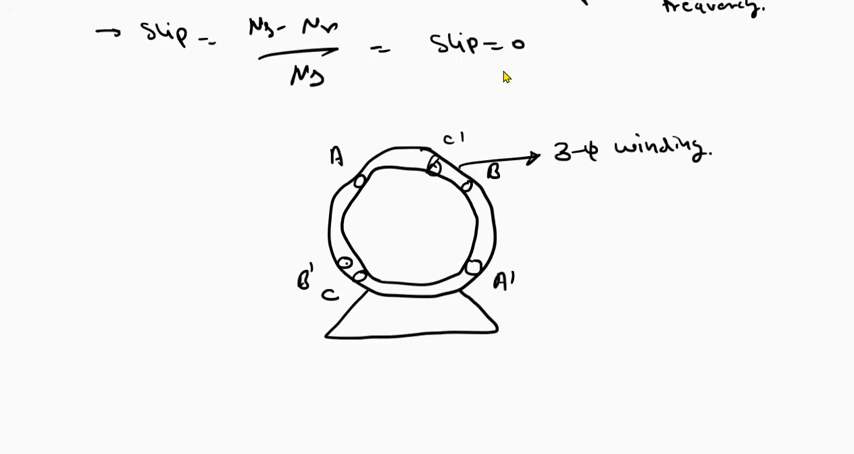 frequency.
→ Slip = Ns - Nr / Ns = Slip = 0
C'
A
B
3-φ winding.
B'
A'
C